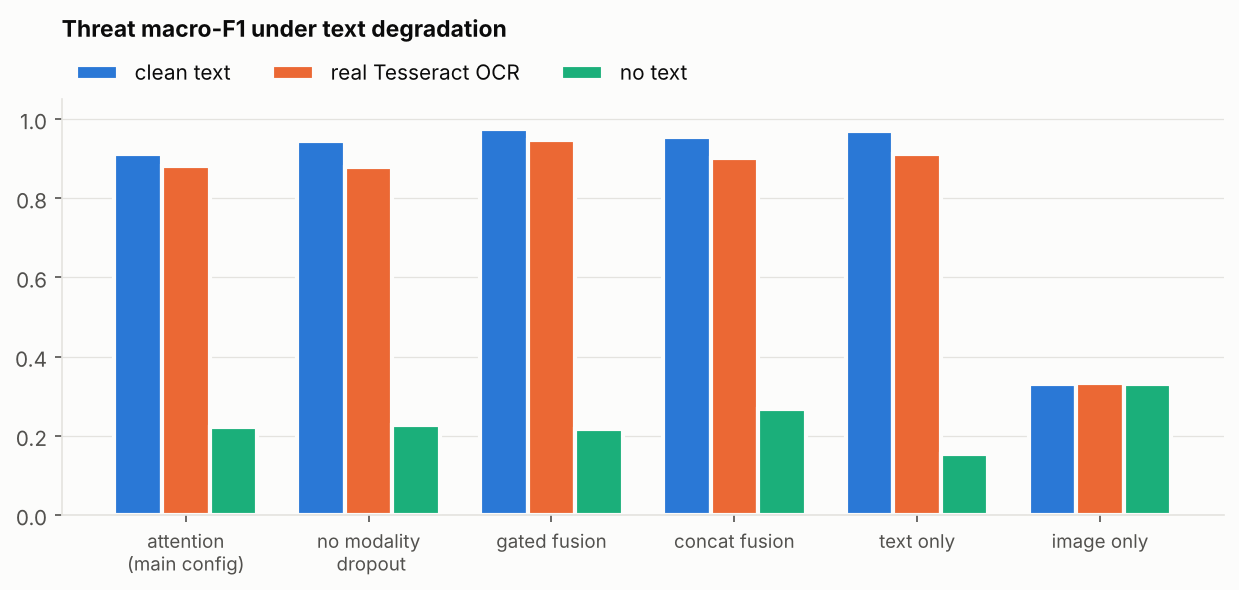 Threat macro-F1 under text degradation
clean text real Tesseract OCR no text
1.0
0.8
0.6
0.4
0.2
0.0
attention no modality gated fusion concat fusion text only image only
(main config) dropout